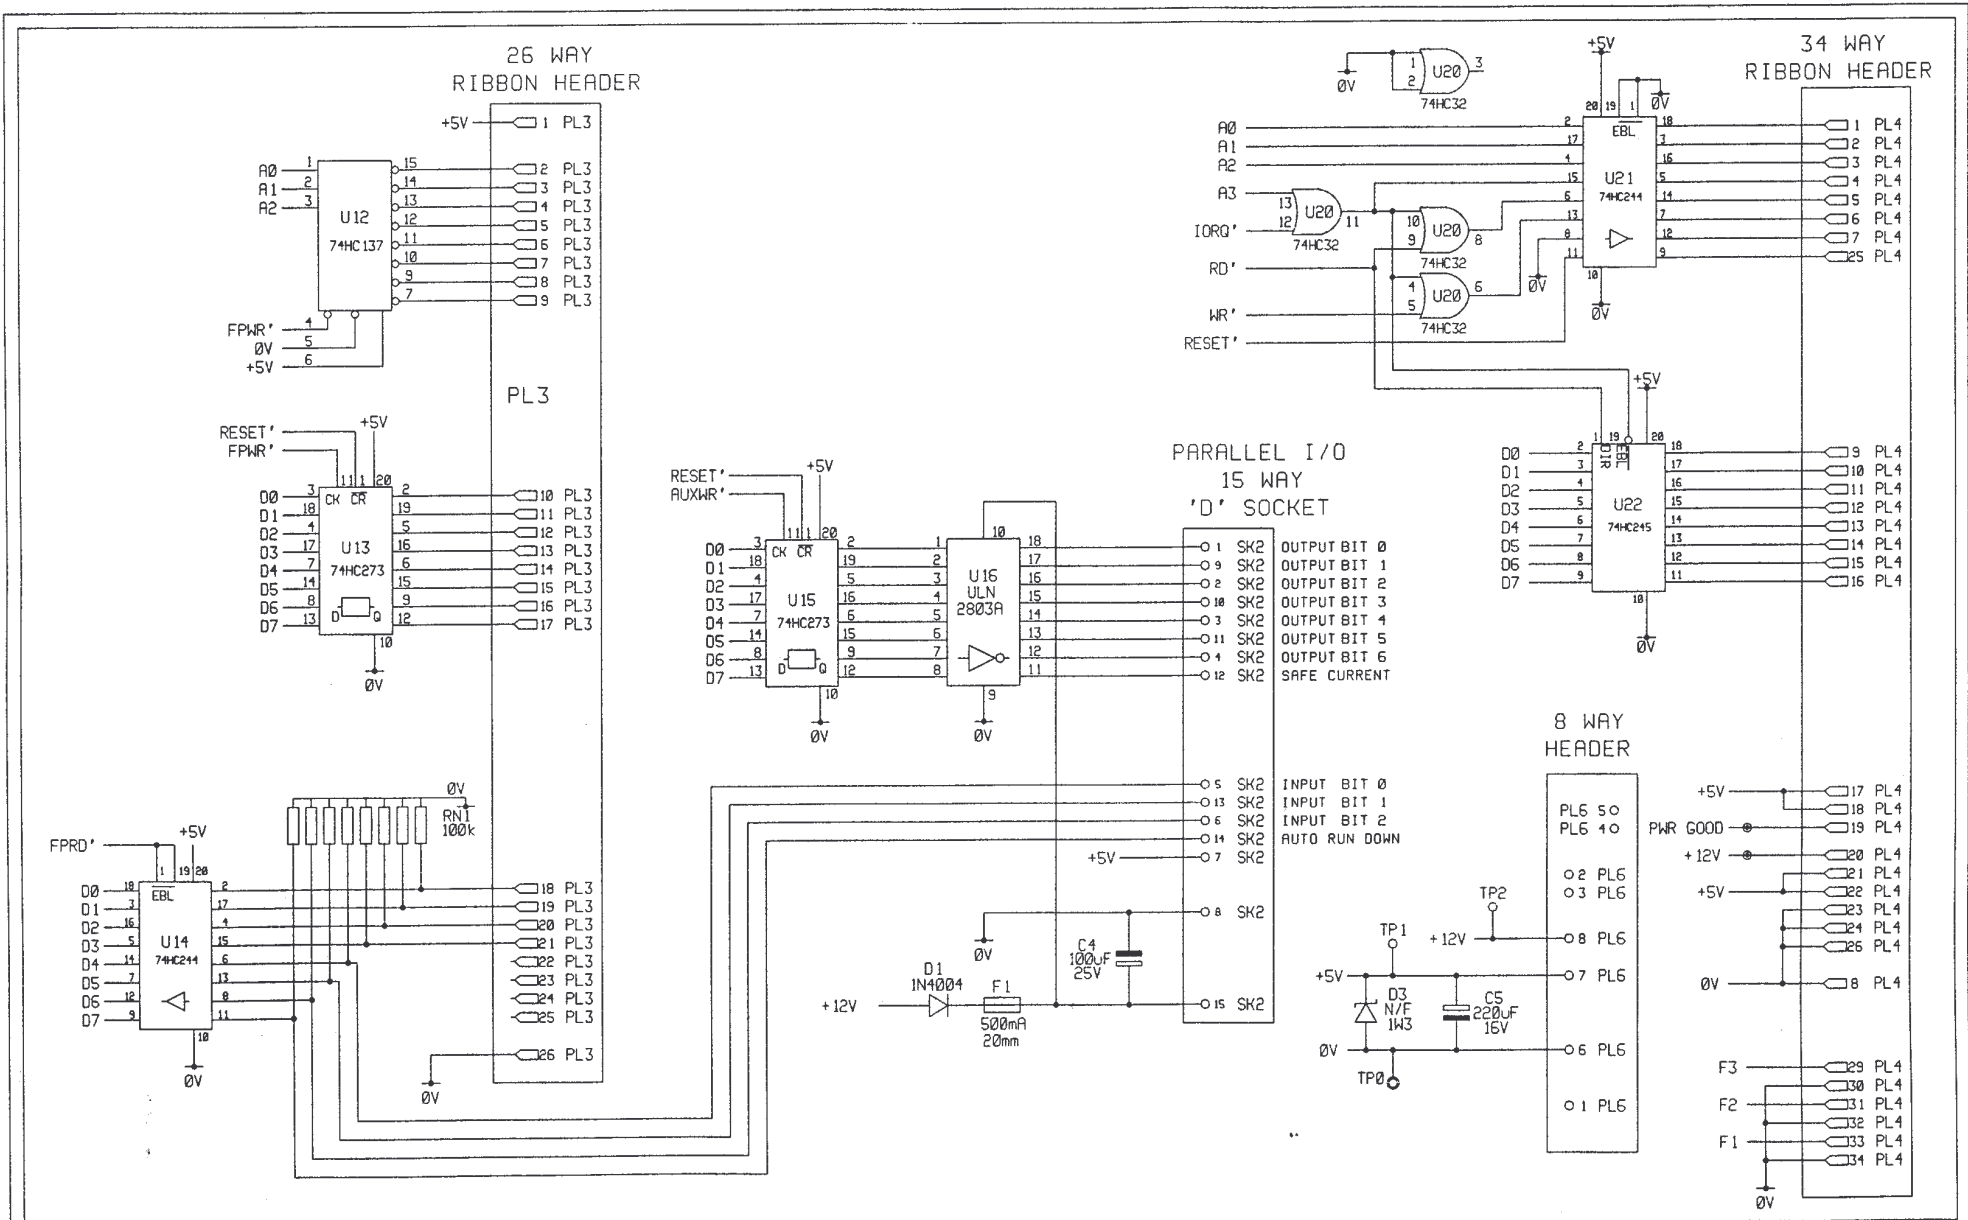 26 WAY
RIBBON HEADER
+5V 1 PL3
A0 1 15 2 PL3
A1 2 14 3 PL3
A2 3 13 4 PL3
U12 12 5 PL3
74HC137 11 6 PL3
10 7 PL3
9 8 PL3
7 9 PL3
FPWR' 4
0V 5
+5V 6
PL3
RESET' +5V
FPWR'
11 1 20
CK CR
D0 3 2 10 PL3
D1 18 19 11 PL3
D2 4 5 12 PL3
D3 17 U13 16 13 PL3
D4 7 74HC273 6 14 PL3
D5 14 15 15 PL3
D6 8 D Q 9 16 PL3
D7 13 12 17 PL3
10
0V
0V
RN1
100k
FPRD' +5V
1 19 20
EBL
D0 18 2 18 PL3
D1 3 17 19 PL3
D2 16 4 20 PL3
D3 5 U14 15 21 PL3
D4 14 74HC244 6 22 PL3
D5 7 13 23 PL3
D6 12 8 24 PL3
D7 9 11 25 PL3
10
0V
26 PL3
0V
RESET' +5V
AUXWR'
11 1 20
CK CR
D0 3 2 1 10 18
D1 18 19 2 17
D2 4 5 3 U16 16
D3 17 U15 16 4 ULN 15
D4 7 74HC273 6 5 2803A 14
D5 14 15 6 13
D6 8 D Q 9 7 12
D7 13 12 8 11
10 9
0V 0V
PARALLEL I/O
15 WAY
'D' SOCKET
1 SK2 OUTPUT BIT 0
9 SK2 OUTPUT BIT 1
2 SK2 OUTPUT BIT 2
10 SK2 OUTPUT BIT 3
3 SK2 OUTPUT BIT 4
11 SK2 OUTPUT BIT 5
4 SK2 OUTPUT BIT 6
12 SK2 SAFE CURRENT
5 SK2 INPUT BIT 0
13 SK2 INPUT BIT 1
6 SK2 INPUT BIT 2
14 SK2 AUTO RUN DOWN
+5V 7 SK2
8 SK2
0V
C4
100uF
25V
D1
1N4004
F1
+12V 15 SK2
500mA
20mm
0V 1 2 U20 3
74HC32
A0
A1
A2
A3 13
IORQ' 12 U20 11
74HC32
10 9 U20 8
74HC32
RD'
4 5 U20 6
74HC32
WR'
RESET'
0V
+5V
20 19 1 0V
EBL
2 18
17 3
4 16
15 U21 5
6 74HC244 14
13 7
8 12
11 9
10
0V
34 WAY
RIBBON HEADER
1 PL4
2 PL4
3 PL4
4 PL4
5 PL4
6 PL4
7 PL4
25 PL4
+5V
1 19 20
DIR EBL
D0 2 18 9 PL4
D1 3 17 10 PL4
D2 4 16 11 PL4
D3 5 U22 15 12 PL4
D4 6 74HC245 14 13 PL4
D5 7 13 14 PL4
D6 8 12 15 PL4
D7 9 11 16 PL4
10
0V
8 WAY
HEADER
PL6 5
PL6 4
2 PL6
3 PL6
TP2
+12V 8 PL6
TP1
+5V 7 PL6
D3
N/F
1W3
C5
220uF
16V
0V 6 PL6
TP0
1 PL6
+5V 17 PL4
18 PL4
PWR GOOD 19 PL4
+12V 20 PL4
21 PL4
+5V 22 PL4
23 PL4
24 PL4
26 PL4
0V 8 PL4
F3 29 PL4
30 PL4
F2 31 PL4
32 PL4
F1 33 PL4
34 PL4
0V